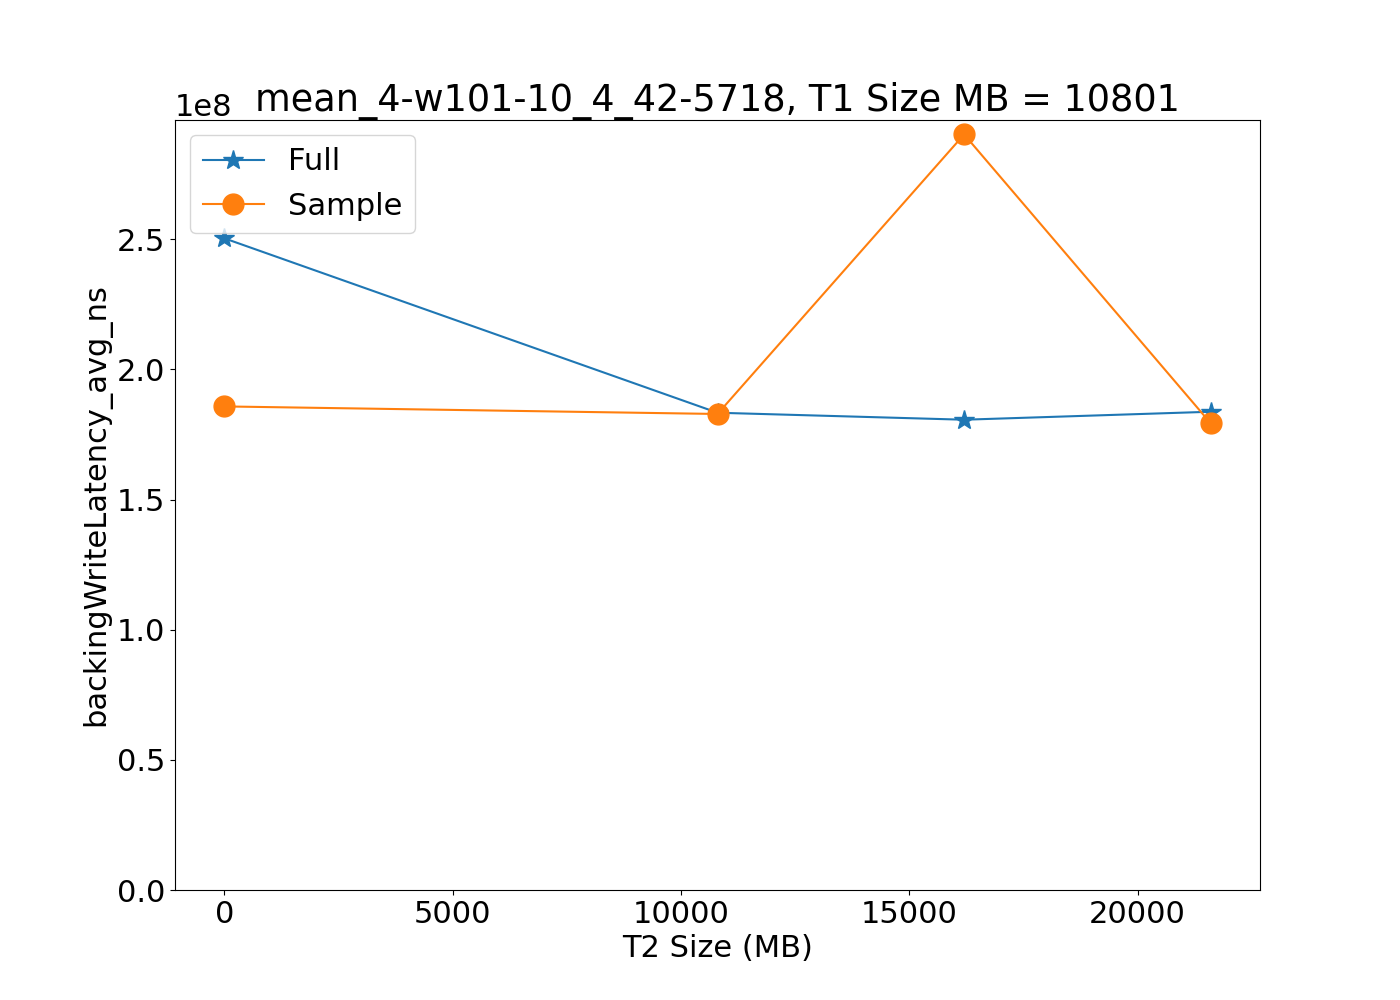 1e8
mean_4-w101-10_4_42-5718, T1 Size MB = 10801
Full
Sample
backingWriteLatency_avg_ns
2.5
2.0
1.5
1.0
0.5
0.0
0 5000 10000 15000 20000
T2 Size (MB)